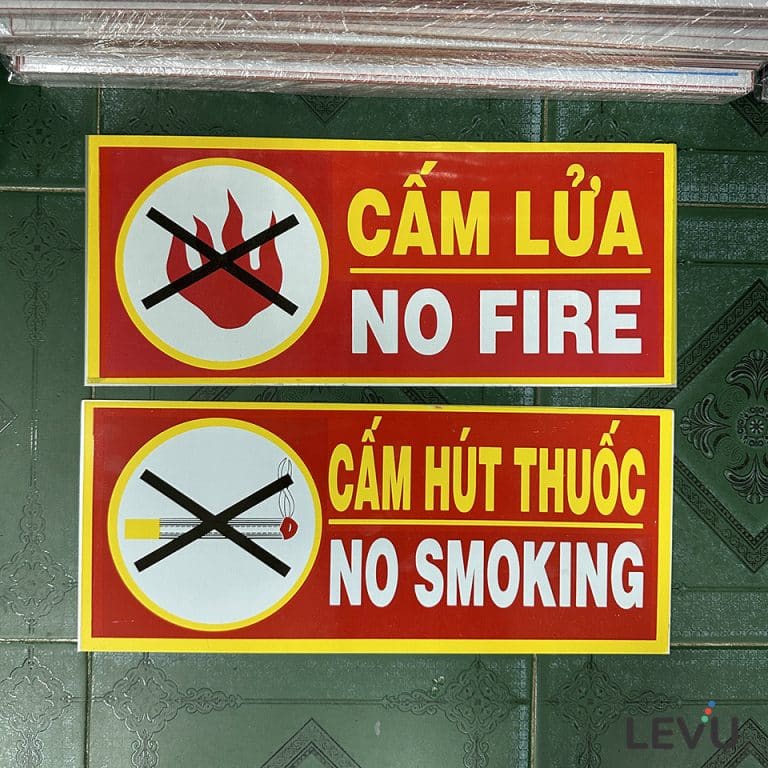 CẤM LỬA
NO FIRE
CẤM HÚT THUỐC
NO SMOKING
LEVU